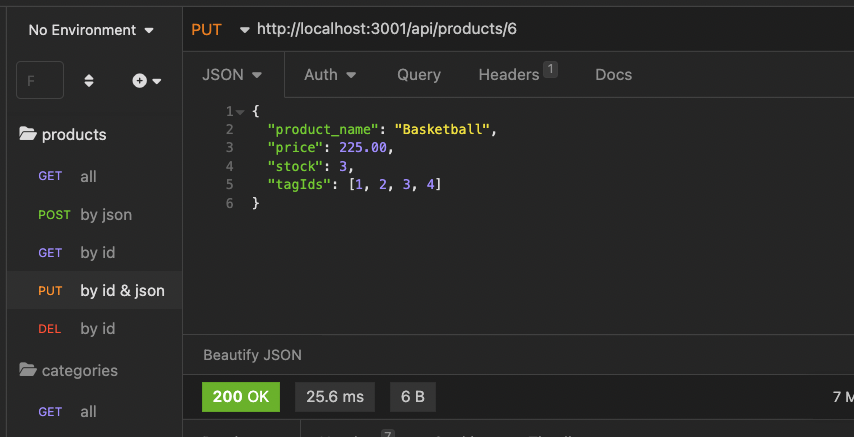 No Environment
PUT http://localhost:3001/api/products/6
F
JSON Auth Query Headers 1 Docs
1 {
2 "product_name": "Basketball",
3 "price": 225.00,
4 "stock": 3,
5 "tagIds": [1, 2, 3, 4]
6 }
products
GET all
POST by json
GET by id
PUT by id & json
DEL by id
categories
GET all
Beautify JSON
200 OK 25.6 ms 6 B 7 M
7